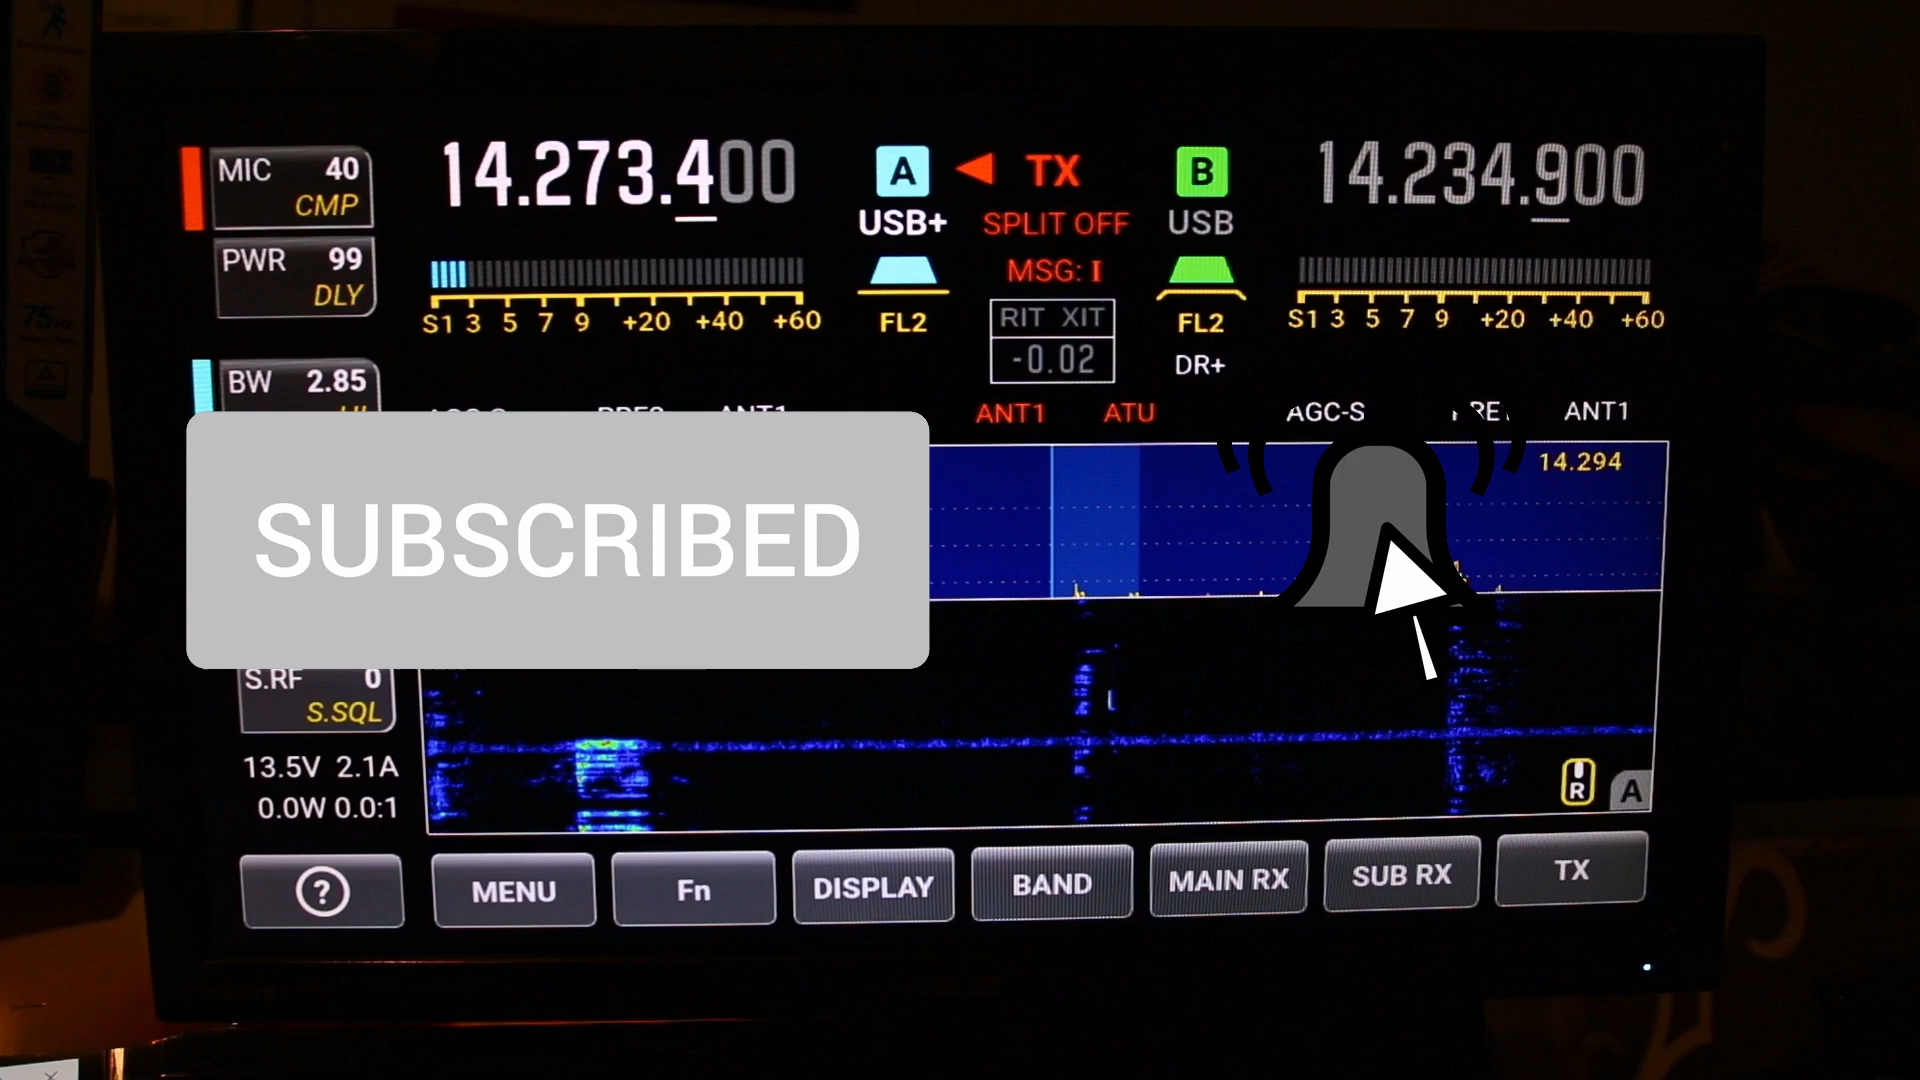 MIC 40
CMP
14.273.400
A
TX
B
14.234.900
USB+
SPLIT OFF
USB
PWR 99
DLY
MSG: I
S1 3 5 7 9 +20 +40 +60
FL2
RIT XIT
-0.02
FL2
DR+
S1 3 5 7 9 +20 +40 +60
BW 2.85
ANT1
ANT1
ATU
AGC-S
ANT1
14.294
SUBSCRIBED
S.RF 0
S.SQL
13.5V 2.1A
0.0W 0.0:1
R
A
?
MENU
Fn
DISPLAY
BAND
MAIN RX
SUB RX
TX